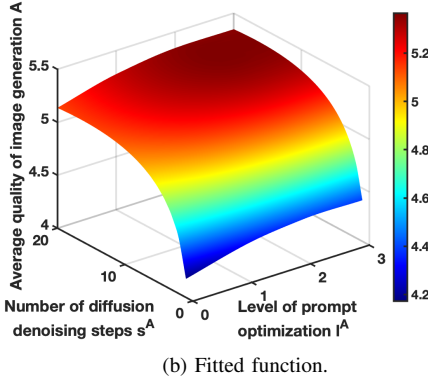 Average quality of image generation A
5.5
5
4.5
4
20
10
0
0
1
2
3
Number of diffusion
denoising steps s^A
Level of prompt
optimization l^A
5.2
5
4.8
4.6
4.4
4.2
(b) Fitted function.